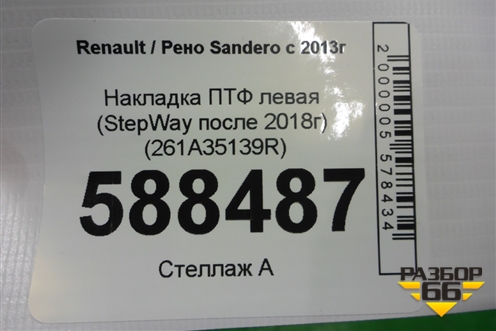 Renault / Рено Sandero с 2013г
Накладка ПТФ левая
(StepWay после 2018г)
(261A35139R)
588487
Стеллаж А
2000005578434
РАЗБОР
66